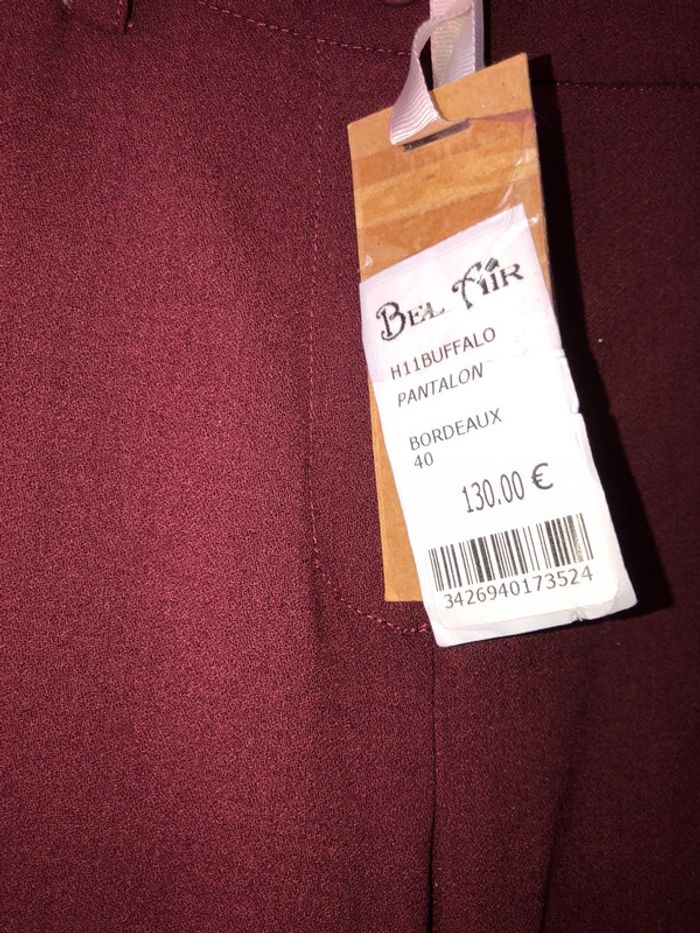 Bel Air
H11BUFFALO
PANTALON
BORDEAUX
40
130.00 €
3426940173524